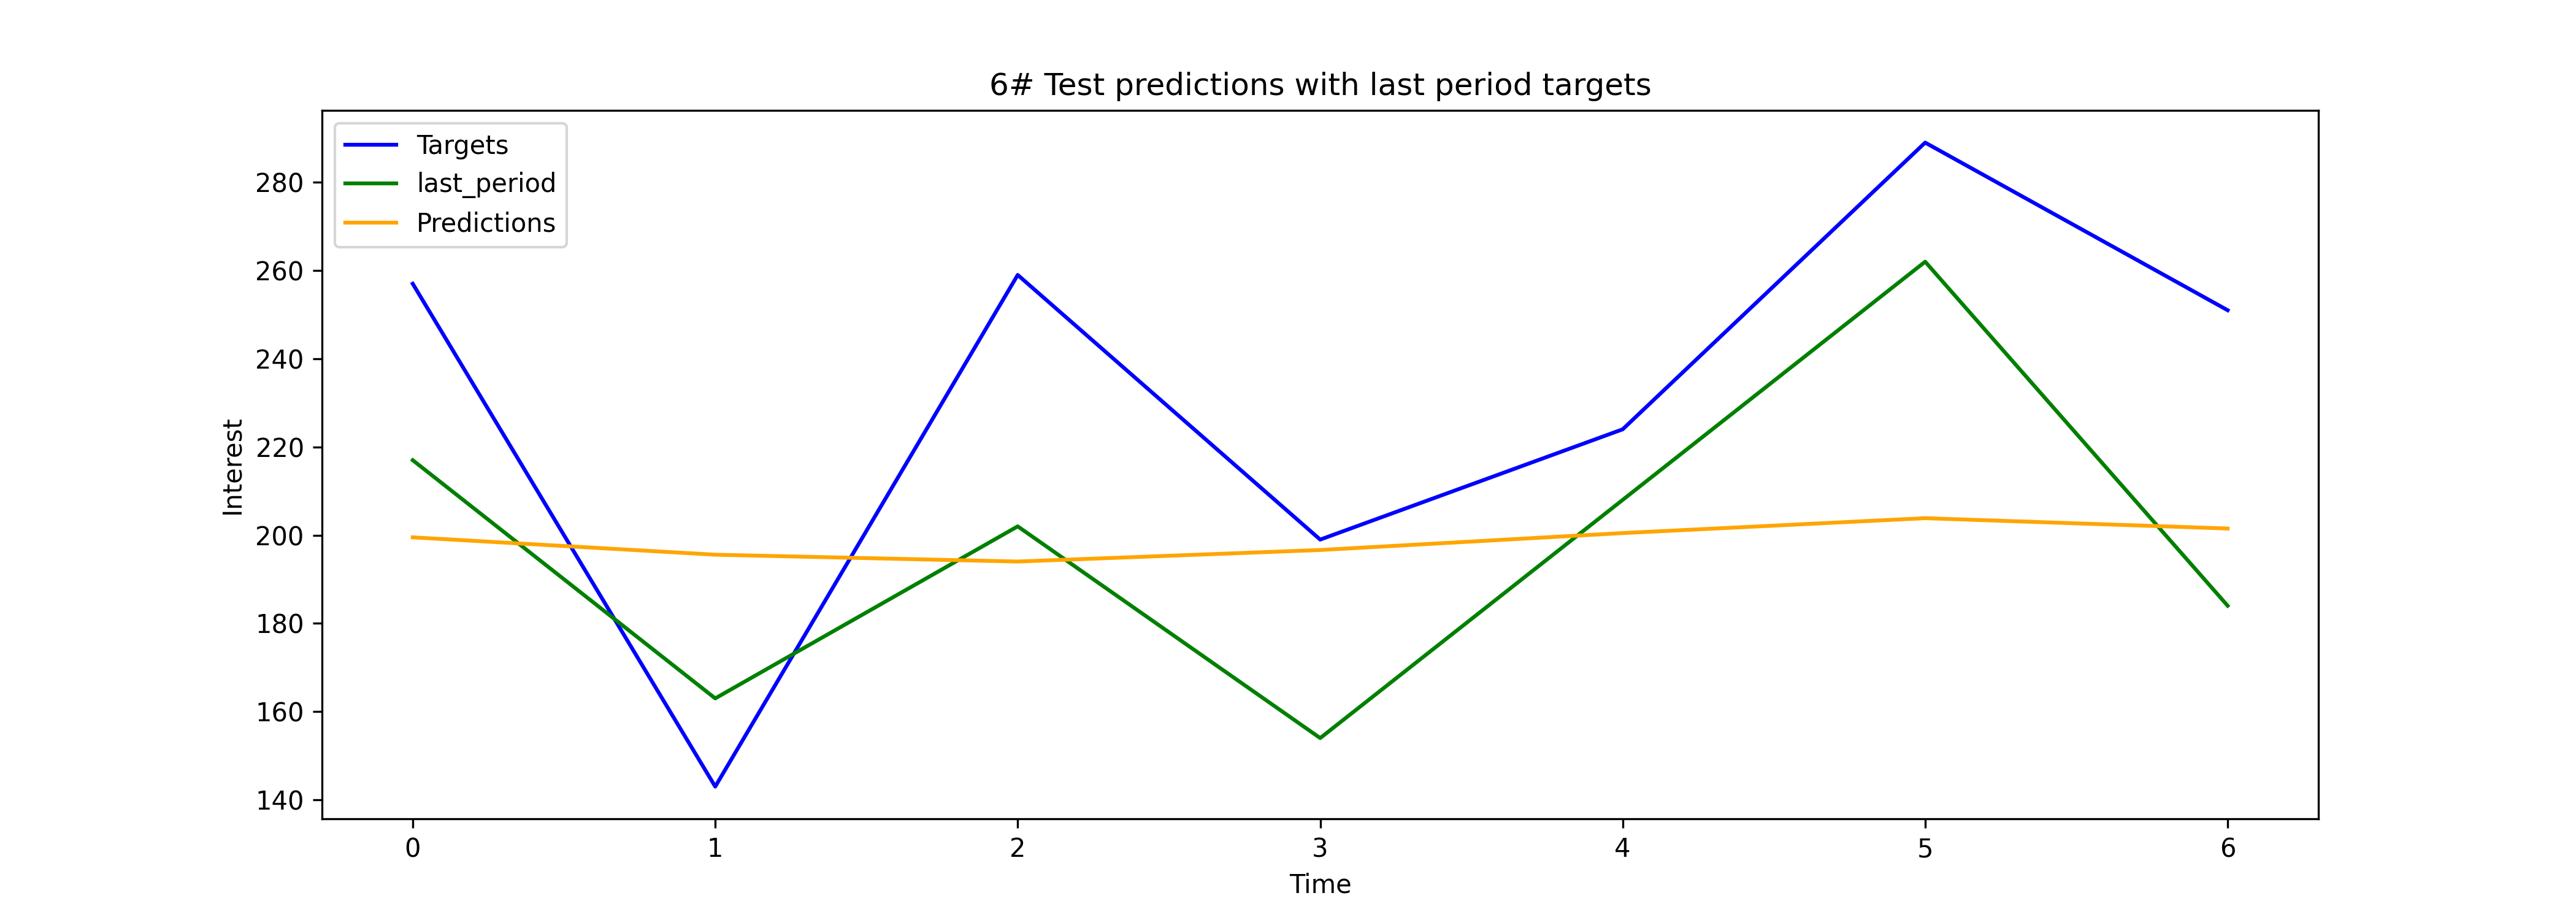 6# Test predictions with last period targets
Targets
last_period
Predictions
280
260
240
220
200
180
160
140
Interest
0 1 2 3 4 5 6
Time